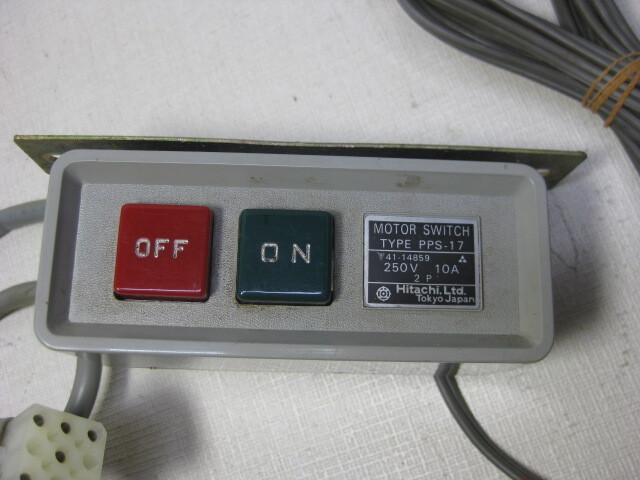 OFF
ON
MOTOR SWITCH
TYPE PPS-17
41-14859
250V 10A
2 P
Hitachi, Ltd.
Tokyo Japan